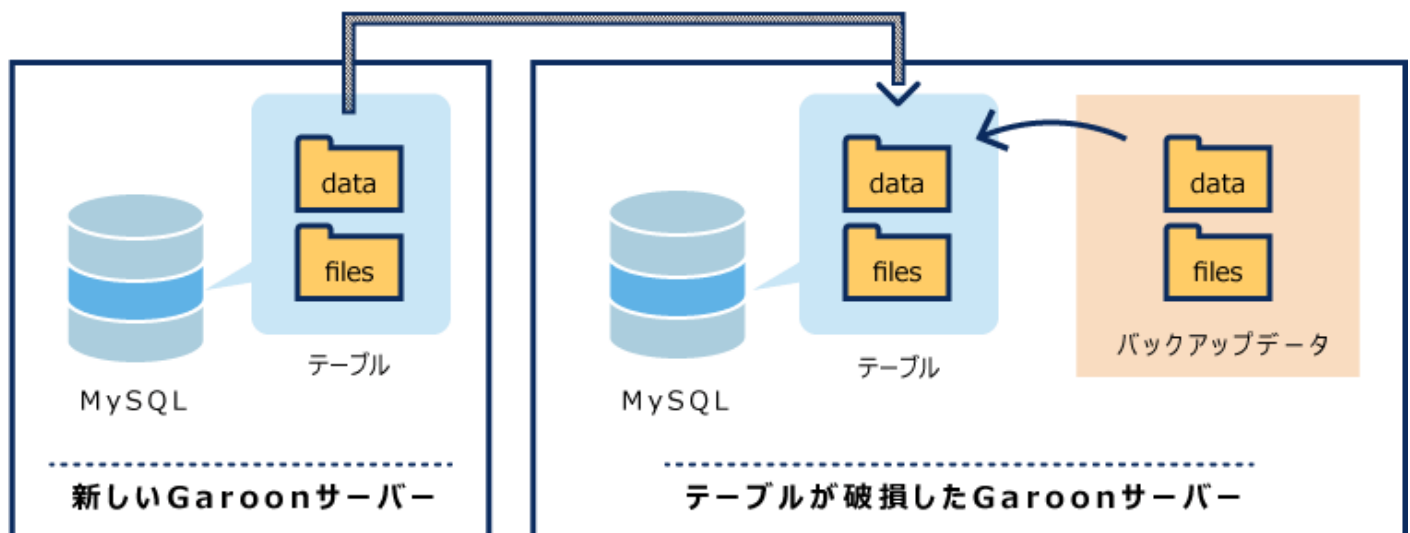 data
files
テーブル
MySQL
新しいGaroonサーバー
data
files
テーブル
MySQL
data
files
バックアップデータ
テーブルが破損したGaroonサーバー